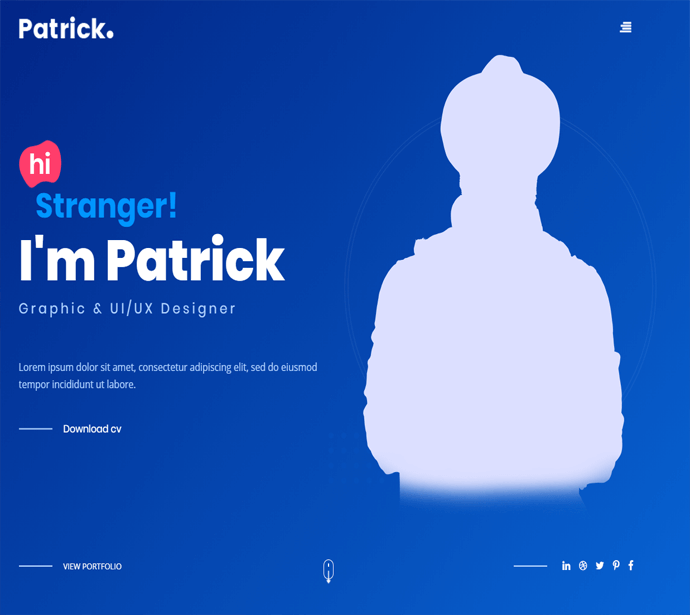 Patrick.
hi
Stranger!
I'm Patrick
Graphic & UI/UX Designer
Lorem ipsum dolor sit amet, consectetur adipiscing elit, sed do eiusmod
tempor incididunt ut labore.
Download cv
VIEW PORTFOLIO